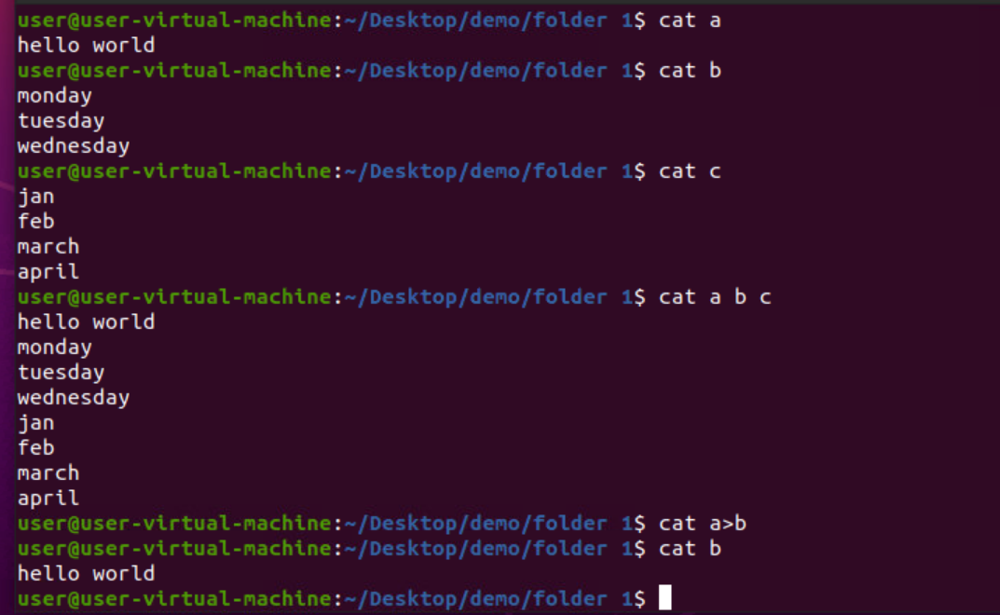 user@user-virtual-machine:~/Desktop/demo/folder 1$ cat a
hello world
user@user-virtual-machine:~/Desktop/demo/folder 1$ cat b
monday
tuesday
wednesday
user@user-virtual-machine:~/Desktop/demo/folder 1$ cat c
jan
feb
march
april
user@user-virtual-machine:~/Desktop/demo/folder 1$ cat a b c
hello world
monday
tuesday
wednesday
jan
feb
march
april
user@user-virtual-machine:~/Desktop/demo/folder 1$ cat a>b
user@user-virtual-machine:~/Desktop/demo/folder 1$ cat b
hello world
user@user-virtual-machine:~/Desktop/demo/folder 1$